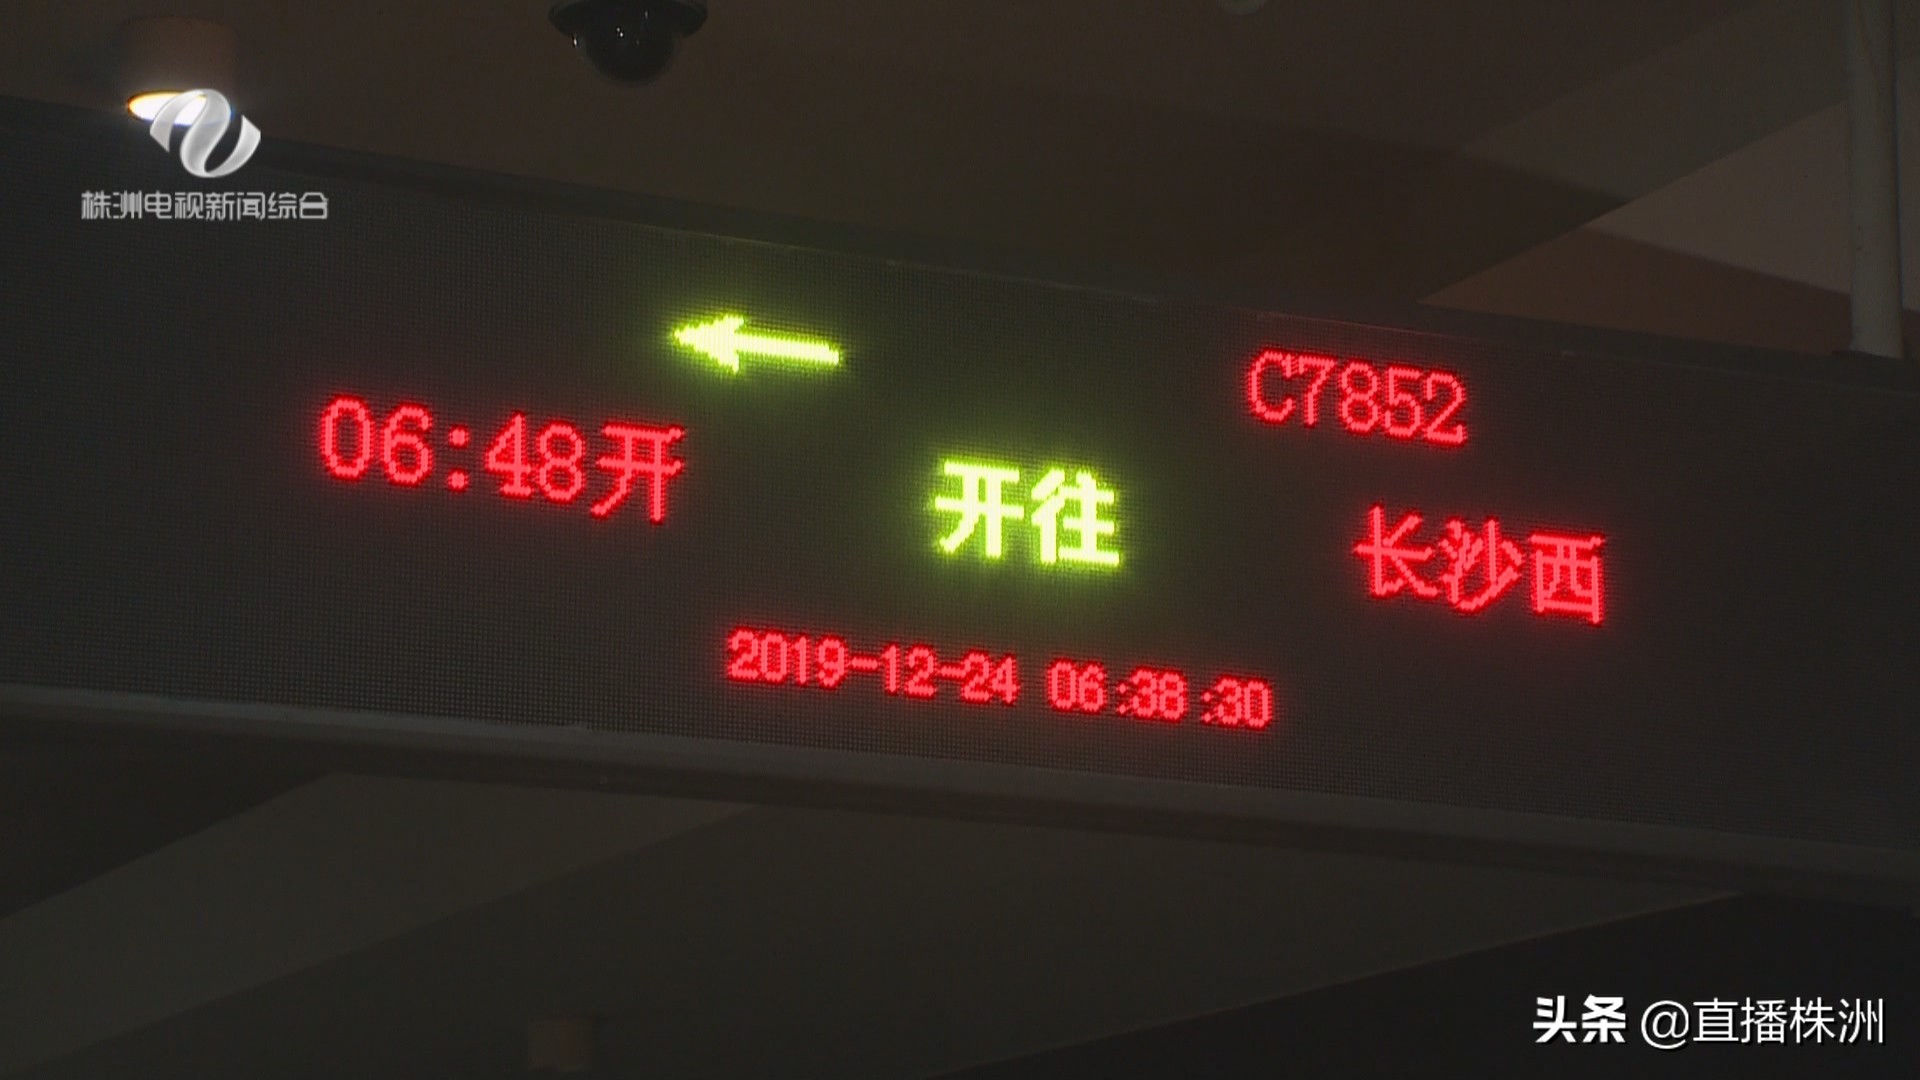 株洲电视新闻综合
C7852
06:48开
开往
长沙西
2019-12-24 06:38:30
头条 @直播株洲